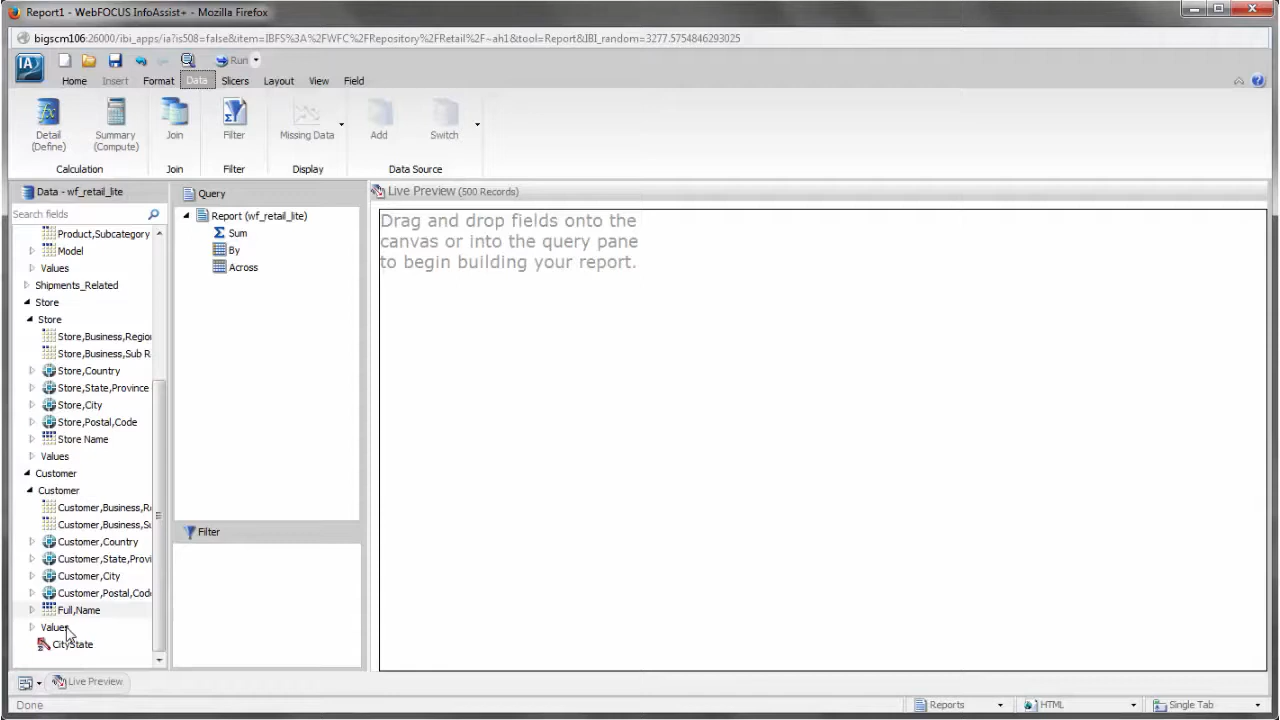 Report1 - WebFOCUS InfoAssist+ - Mozilla Firefox
bigscm106:26000/ibi_apps/ia?is508=false&item=IBFS%3A%2FWFC%2FRepository%2FRetail%2F~ah1&tool=Report&IBI_random=3277.5754846293025
IA Run
Home Insert Format Data Slicers Layout View Field
Detail (Define)
Summary (Compute)
Join
Filter
Missing Data
Add
Switch
Calculation Join Filter Display Data Source
Data - wf_retail_lite
Search fields
Product,Subcategory
Model
Values
Shipments_Related
Store
Store
Store,Business,Regio
Store,Business,Sub R
Store,Country
Store,State,Province
Store,City
Store,Postal,Code
Store Name
Values
Customer
Customer
Customer,Business,Re
Customer,Business,Su
Customer,Country
Customer,State,Provi
Customer,City
Customer,Postal,Code
Full,Name
Values
CityState
Query
Report (wf_retail_lite)
Sum
By
Across
Filter
Live Preview (500 Records)
Drag and drop fields onto the
canvas or into the query pane
to begin building your report.
Live Preview
Done Reports HTML Single Tab